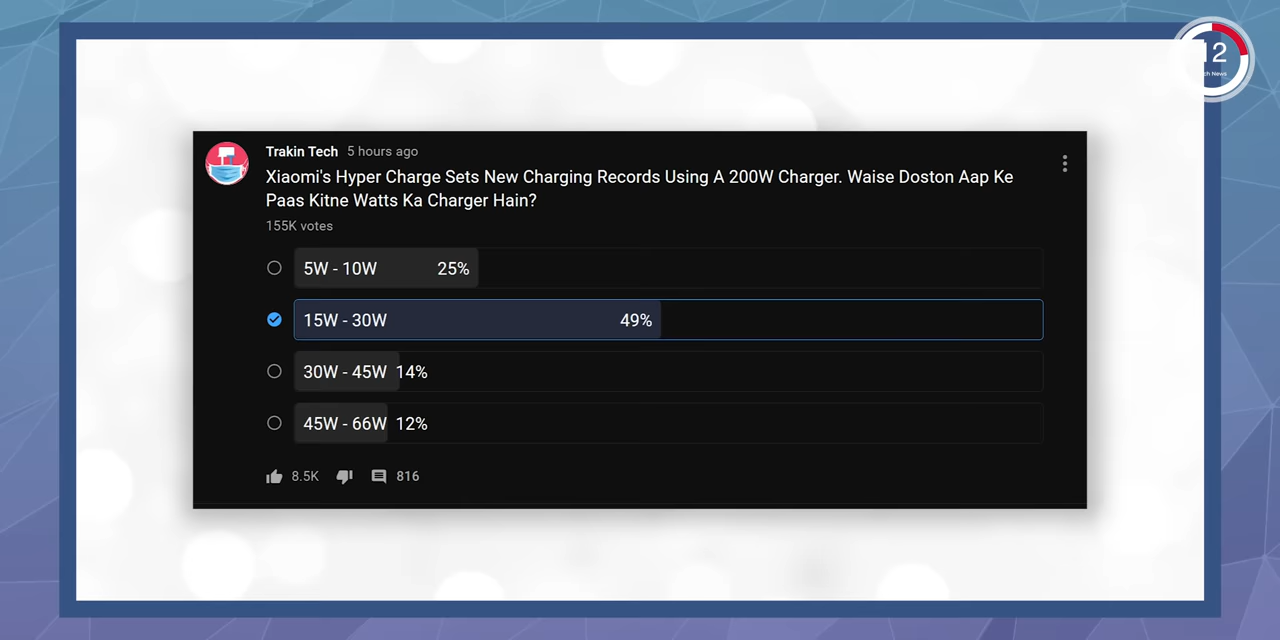 12
ch News
Trakin Tech 5 hours ago
Xiaomi's Hyper Charge Sets New Charging Records Using A 200W Charger. Waise Doston Aap Ke
Paas Kitne Watts Ka Charger Hain?
155K votes
5W - 10W 25%
15W - 30W 49%
30W - 45W 14%
45W - 66W 12%
8.5K 816